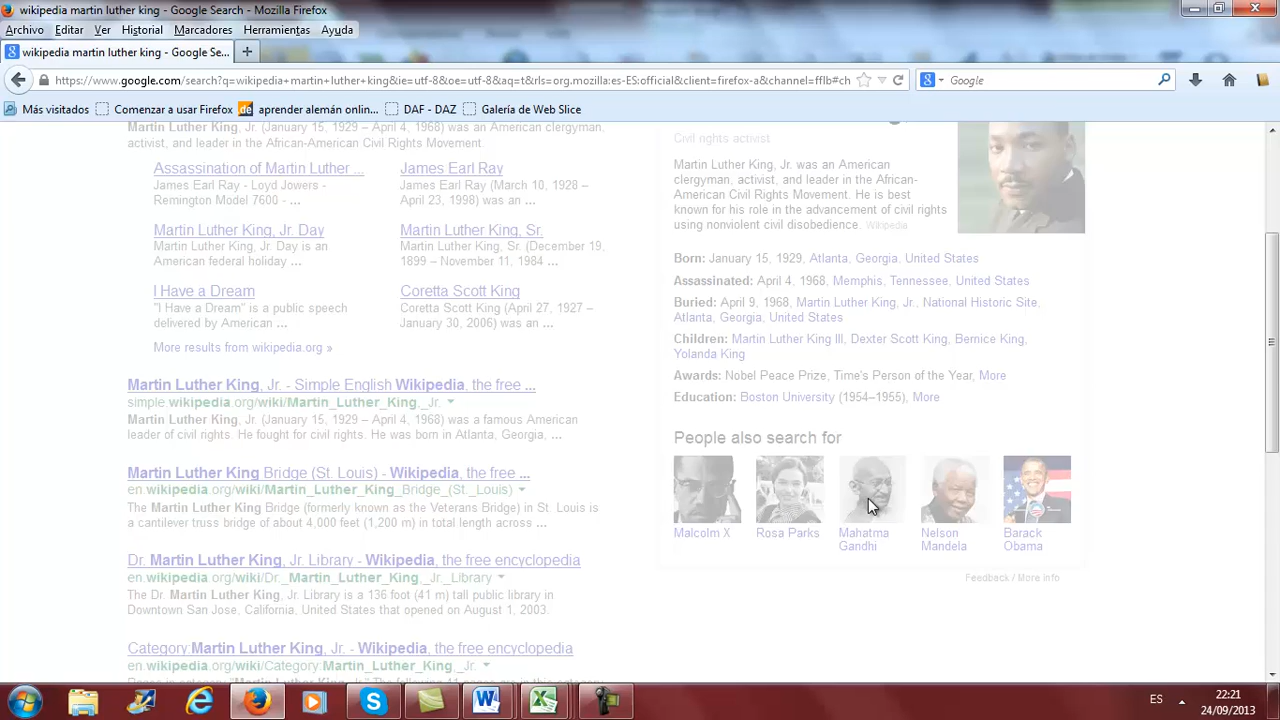 wikipedia martin luther king - Google Search - Mozilla Firefox
Archivo Editar Ver Historial Marcadores Herramientas Ayuda
wikipedia martin luther king - Google Se...
https://www.google.com/search?q=wikipedia+martin+luther+king&ie=utf-8&oe=utf-8&aq=t&rls=org.mozilla:es-ES:official&client=firefox-a&channel=fflb#ch
Google
Más visitados Comenzar a usar Firefox aprender alemán onlin... DAF - DAZ Galería de Web Slice
Martin Luther King, Jr. (January 15, 1929 – April 4, 1968) was an American clergyman,
activist, and leader in the African-American Civil Rights Movement.
Assassination of Martin Luther ...
James Earl Ray - Loyd Jowers -
Remington Model 7600 - ...
James Earl Ray
James Earl Ray (March 10, 1928 –
April 23, 1998) was an ...
Martin Luther King, Jr. Day
Martin Luther King, Jr. Day is an
American federal holiday ...
Martin Luther King, Sr.
Martin Luther King, Sr. (December 19,
1899 – November 11, 1984 ...
I Have a Dream
"I Have a Dream" is a public speech
delivered by American ...
Coretta Scott King
Coretta Scott King (April 27, 1927 –
January 30, 2006) was an ...
More results from wikipedia.org »
Martin Luther King, Jr. - Simple English Wikipedia, the free ...
simple.wikipedia.org/wiki/Martin_Luther_King,_Jr.
Martin Luther King, Jr. (January 15, 1929 – April 4, 1968) was a famous American
leader of civil rights. He fought for civil rights. He was born in Atlanta, Georgia, ...
Martin Luther King Bridge (St. Louis) - Wikipedia, the free ...
en.wikipedia.org/wiki/Martin_Luther_King_Bridge_(St._Louis)
The Martin Luther King Bridge (formerly known as the Veterans Bridge) in St. Louis is
a cantilever truss bridge of about 4,000 feet (1,200 m) in total length across ...
Dr. Martin Luther King, Jr. Library - Wikipedia, the free encyclopedia
en.wikipedia.org/wiki/Dr._Martin_Luther_King,_Jr._Library
The Dr. Martin Luther King, Jr. Library is a 136 foot (41 m) tall public library in
Downtown San Jose, California, United States that opened on August 1, 2003.
Category:Martin Luther King, Jr. - Wikipedia, the free encyclopedia
en.wikipedia.org/wiki/Category:Martin_Luther_King,_Jr.
Civil rights activist
Martin Luther King, Jr. was an American
clergyman, activist, and leader in the African-
American Civil Rights Movement. He is best
known for his role in the advancement of civil rights
using nonviolent civil disobedience. Wikipedia
Born: January 15, 1929, Atlanta, Georgia, United States
Assassinated: April 4, 1968, Memphis, Tennessee, United States
Buried: April 9, 1968, Martin Luther King, Jr., National Historic Site,
Atlanta, Georgia, United States
Children: Martin Luther King III, Dexter Scott King, Bernice King,
Yolanda King
Awards: Nobel Peace Prize, Time's Person of the Year, More
Education: Boston University (1954–1955), More
People also search for
Malcolm X
Rosa Parks
Mahatma
Gandhi
Nelson
Mandela
Barack
Obama
Feedback / More info
ES
22:21
24/09/2013